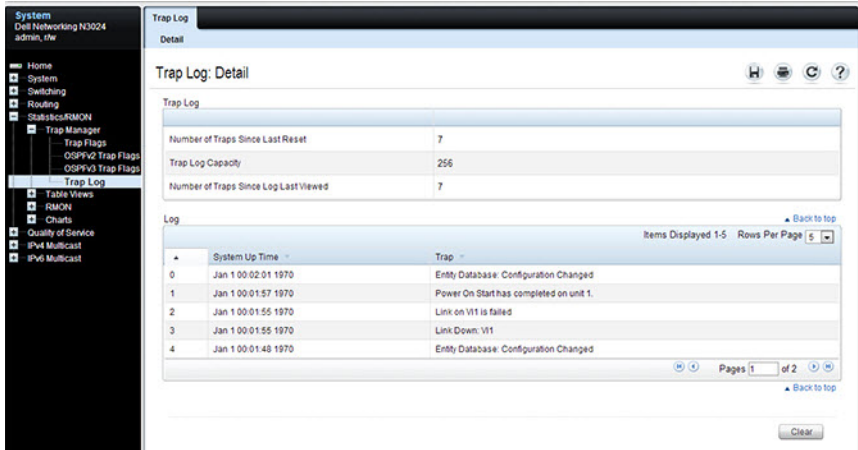 System
Dell Networking N3024
admin, r/w
Home
System
Switching
Routing
Statistics/RMON
Trap Manager
Trap Flags
OSPFv2 Trap Flags
OSPFv3 Trap Flags
Trap Log
Table Views
RMON
Charts
Quality of Service
IPv4 Multicast
IPv6 Multicast
Trap Log
Detail
Trap Log: Detail
Trap Log
Number of Traps Since Last Reset 7
Trap Log Capacity 256
Number of Traps Since Log Last Viewed 7
Back to top
Log
Items Displayed 1-5 Rows Per Page 5
System Up Time Trap
0 Jan 1 00:02:01 1970 Entity Database: Configuration Changed
1 Jan 1 00:01:57 1970 Power On Start has completed on unit 1.
2 Jan 1 00:01:55 1970 Link on Vl1 is failed
3 Jan 1 00:01:55 1970 Link Down: Vl1
4 Jan 1 00:01:48 1970 Entity Database: Configuration Changed
Pages 1 of 2
Back to top
Clear